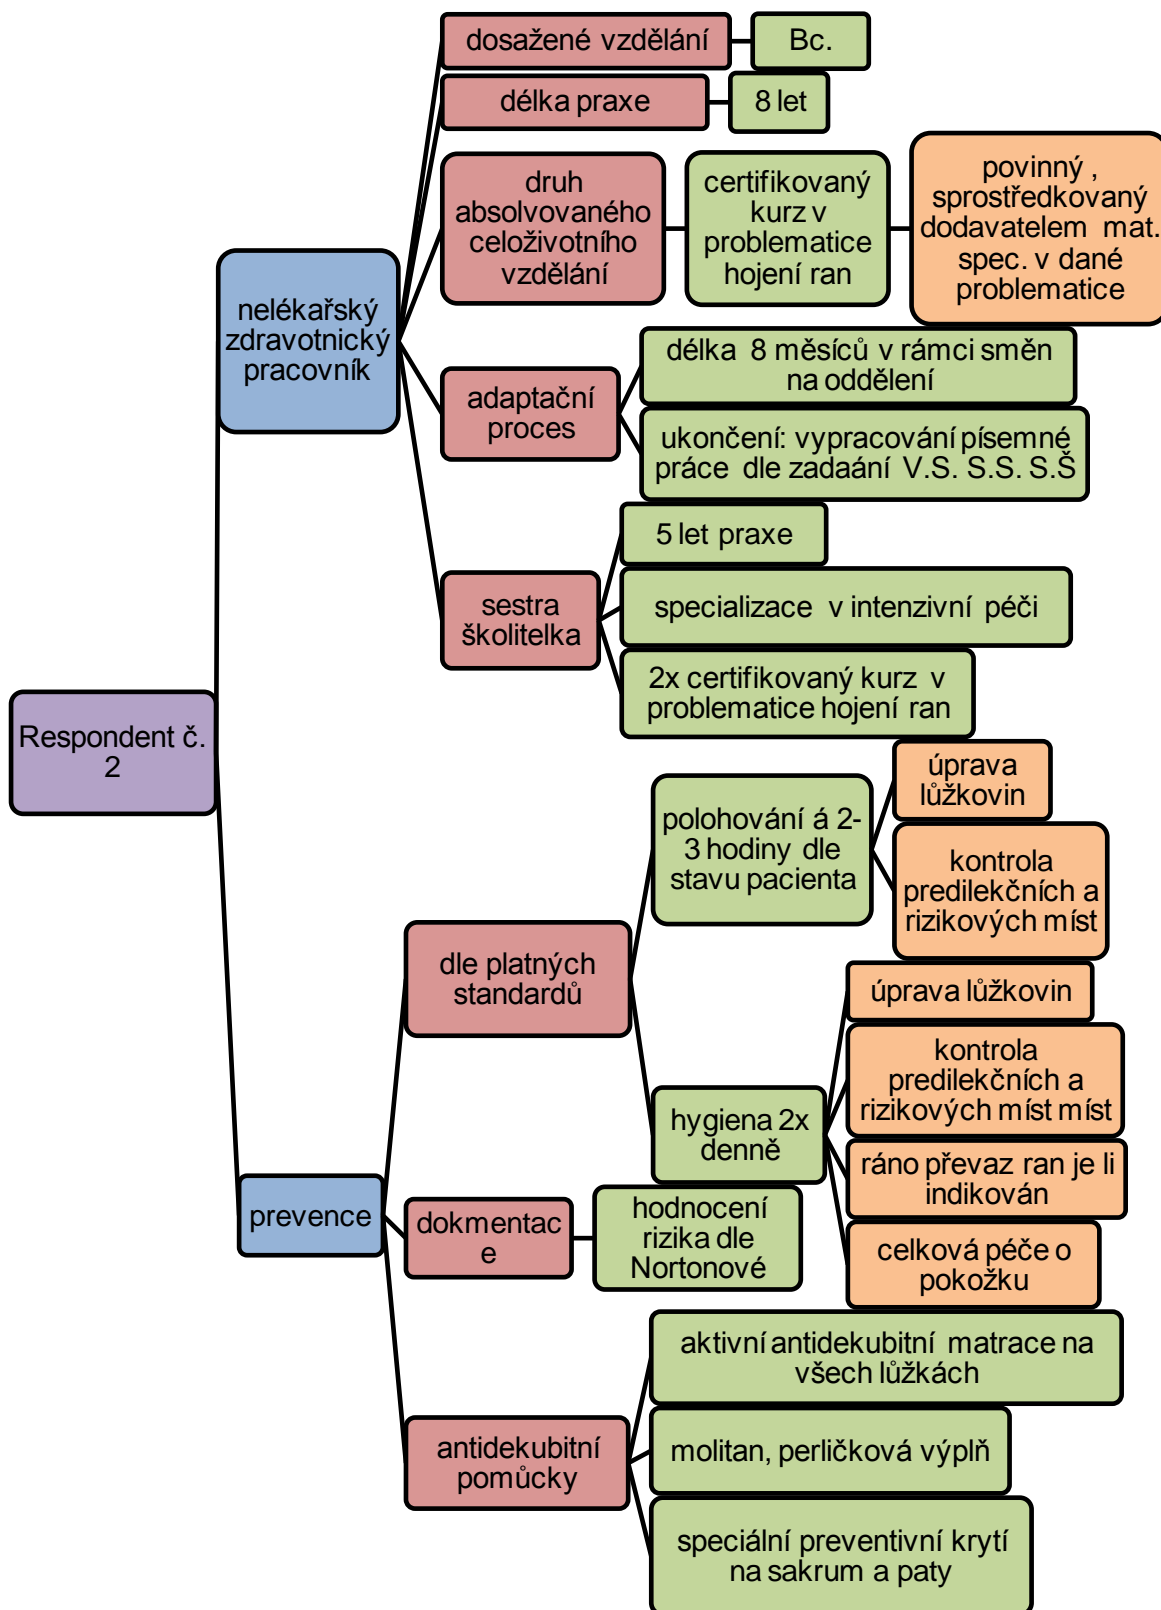 dosažené vzdělání
Bc.
délka praxe
8 let
druh
absolvovaného
celoživotního
vzdělání
certifikovaný
kurz v
problematice
hojení ran
povinný ,
sprostředkovaný
dodavatelem mat.
spec. v dané
problematice
nelékařský
zdravotnický
pracovník
délka 8 měsíců v rámci směn
na oddělení
adaptační
proces
ukončení: vypracování písemné
práce dle zadaání V.S. S.S. S.Š
5 let praxe
sestra
školitelka
specializace v intenzivní péči
2x certifikovaný kurz v
problematice hojení ran
Respondent č.
2
úprava
lůžkovin
polohování á 2-
3 hodiny dle
stavu pacienta
kontrola
predilekčních a
rizikových míst
dle platných
standardů
úprava lůžkovin
kontrola
predilekčních a
rizikových míst míst
hygiena 2x
denně
ráno převaz ran je li
indikován
celková péče o
pokožku
prevence
dokmentac
e
hodnocení
rizika dle
Nortonové
aktivní antidekubitní matrace na
všech lůžkách
antidekubitní
pomůcky
molitan, perličková výplň
speciální preventivní krytí
na sakrum a paty